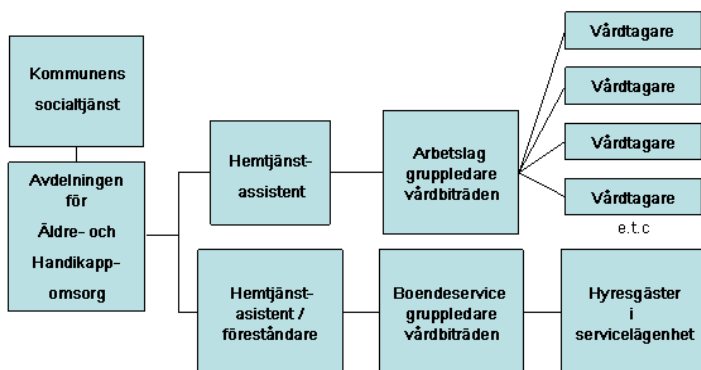 Kommunens
socialtjänst
Avdelningen
för
Äldre- och
Handikapp-
omsorg
Hemtjänst-
assistent
Arbetslag
gruppledare
vårdbiträden
Vårdtagare
Vårdtagare
Vårdtagare
Vårdtagare
e.t.c
Hemtjänst-
asistent /
föreståndare
Boendeservice
gruppledare
vårdbiträden
Hyresgäster
i
servicelägenhet